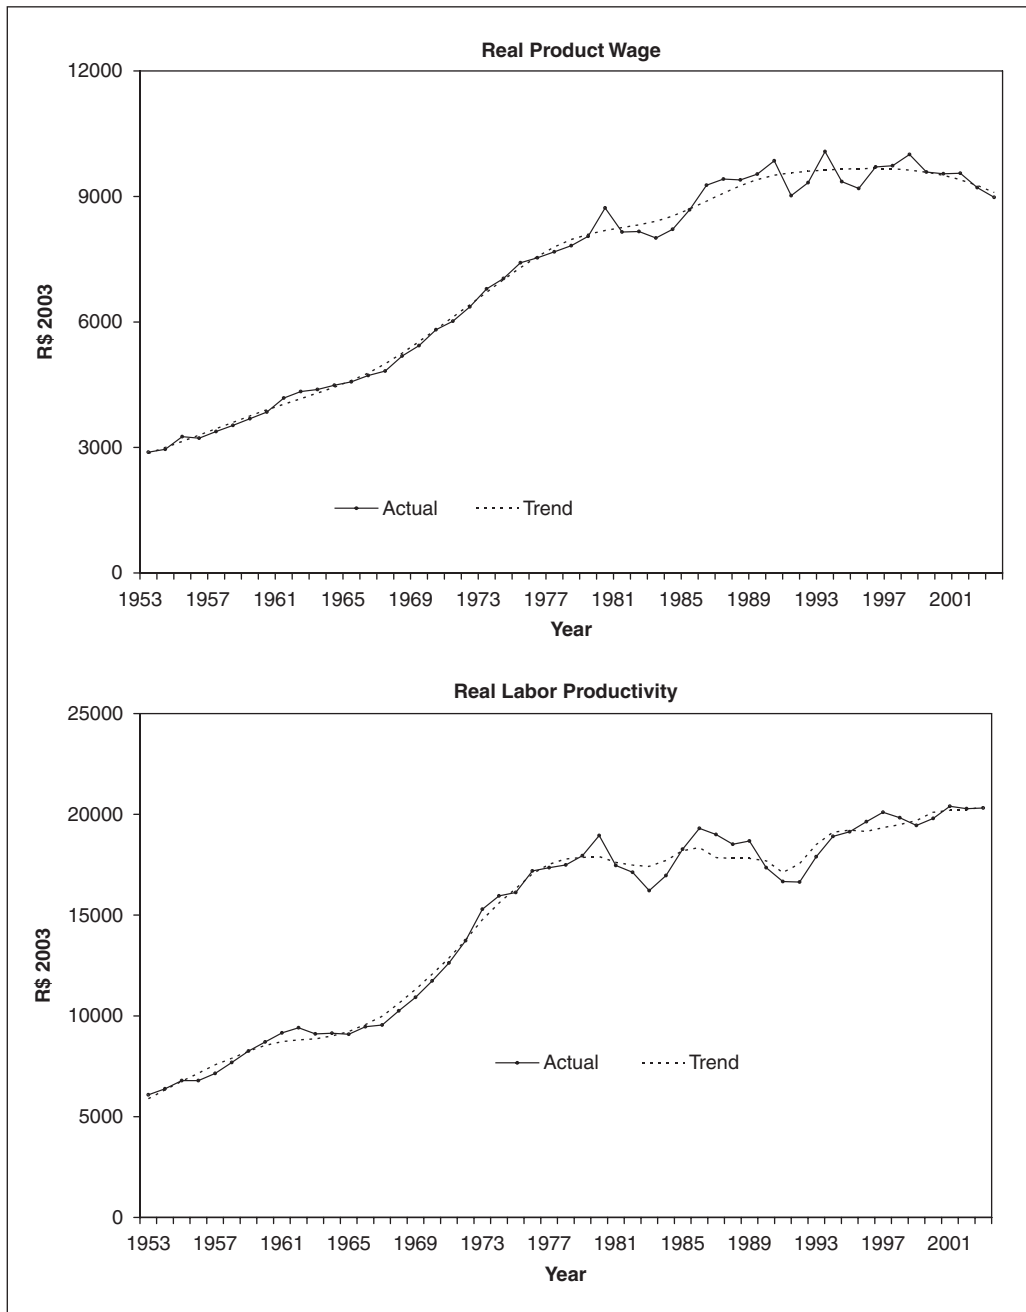 Real Product Wage
12000
9000
6000
3000
0
R$ 2003
Actual Trend
1953 1957 1961 1965 1969 1973 1977 1981 1985 1989 1993 1997 2001
Year
Real Labor Productivity
25000
20000
15000
10000
5000
0
R$ 2003
Actual Trend
1953 1957 1961 1965 1969 1973 1977 1981 1985 1989 1993 1997 2001
Year